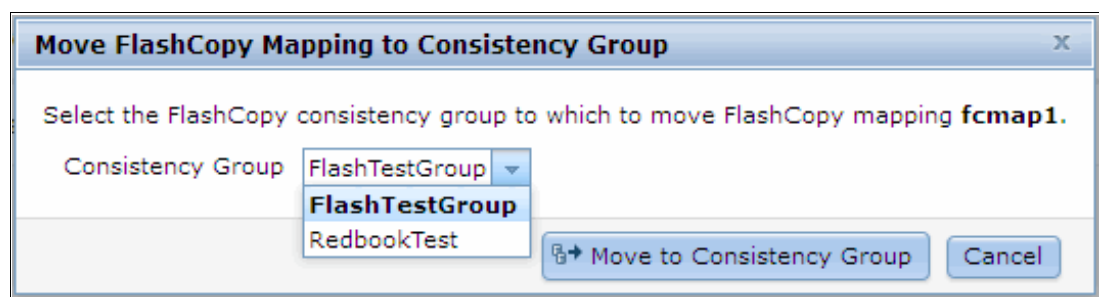 Move FlashCopy Mapping to Consistency Group x
Select the FlashCopy consistency group to which to move FlashCopy mapping fcmap1.
Consistency Group FlashTestGroup
FlashTestGroup
RedbookTest
Move to Consistency Group Cancel